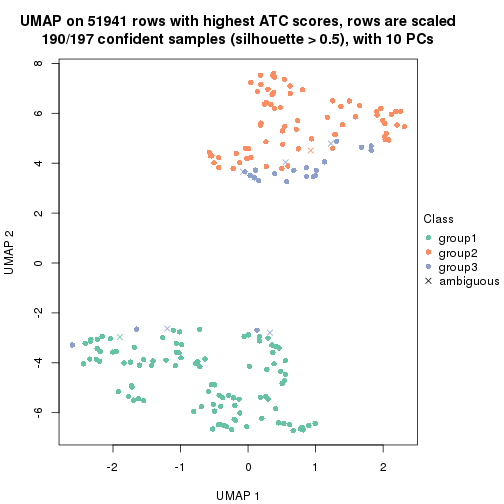 UMAP on 51941 rows with highest ATC scores, rows are scaled
190/197 confident samples (silhouette > 0.5), with 10 PCs
8
6
4
2
0
-2
-4
-6
UMAP 2
-2
-1
0
1
2
UMAP 1
Class
group1
group2
group3
ambiguous